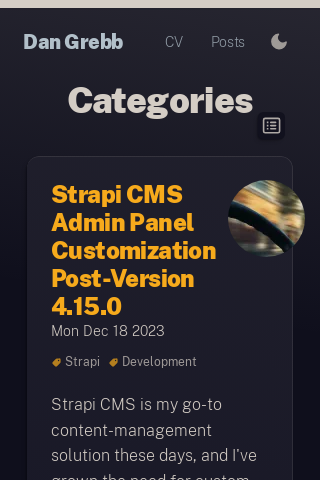 Dan Grebb
CV
Posts
Categories
Strapi CMS
Admin Panel
Customization
Post-Version
4.15.0
Mon Dec 18 2023
Strapi
Development
Strapi CMS is my go-to
content-management
solution these days, and I've
grown the need for custom